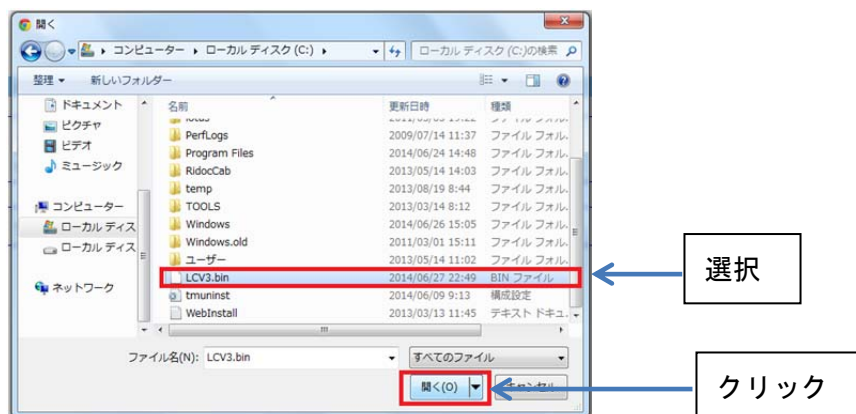 開く
コンピューター ▸ ローカル ディスク (C:) ▸
ローカル ディスク (C:)の検索
整理 新しいフォルダー
ドキュメント
ピクチャ
ビデオ
ミュージック
コンピューター
ローカル ディス
ローカル ディス
ネットワーク
名前 更新日時 種類
PerfLogs 2009/07/14 11:37 ファイル フォル
Program Files 2014/06/24 14:48 ファイル フォル
RidocCab 2013/05/14 14:03 ファイル フォル
temp 2013/08/19 8:44 ファイル フォル
TOOLS 2013/03/14 8:12 ファイル フォル
Windows 2014/06/26 15:05 ファイル フォル
Windows.old 2011/03/01 15:11 ファイル フォル
ユーザー 2013/05/14 11:02 ファイル フォル
LCV3.bin 2014/06/27 22:49 BIN ファイル
tmuninst 2014/06/09 9:13 構成設定
WebInstall 2013/03/13 11:45 テキスト ドキュ
ファイル名(N): LCV3.bin すべてのファイル
開く(O) キャンセル
選択
クリック